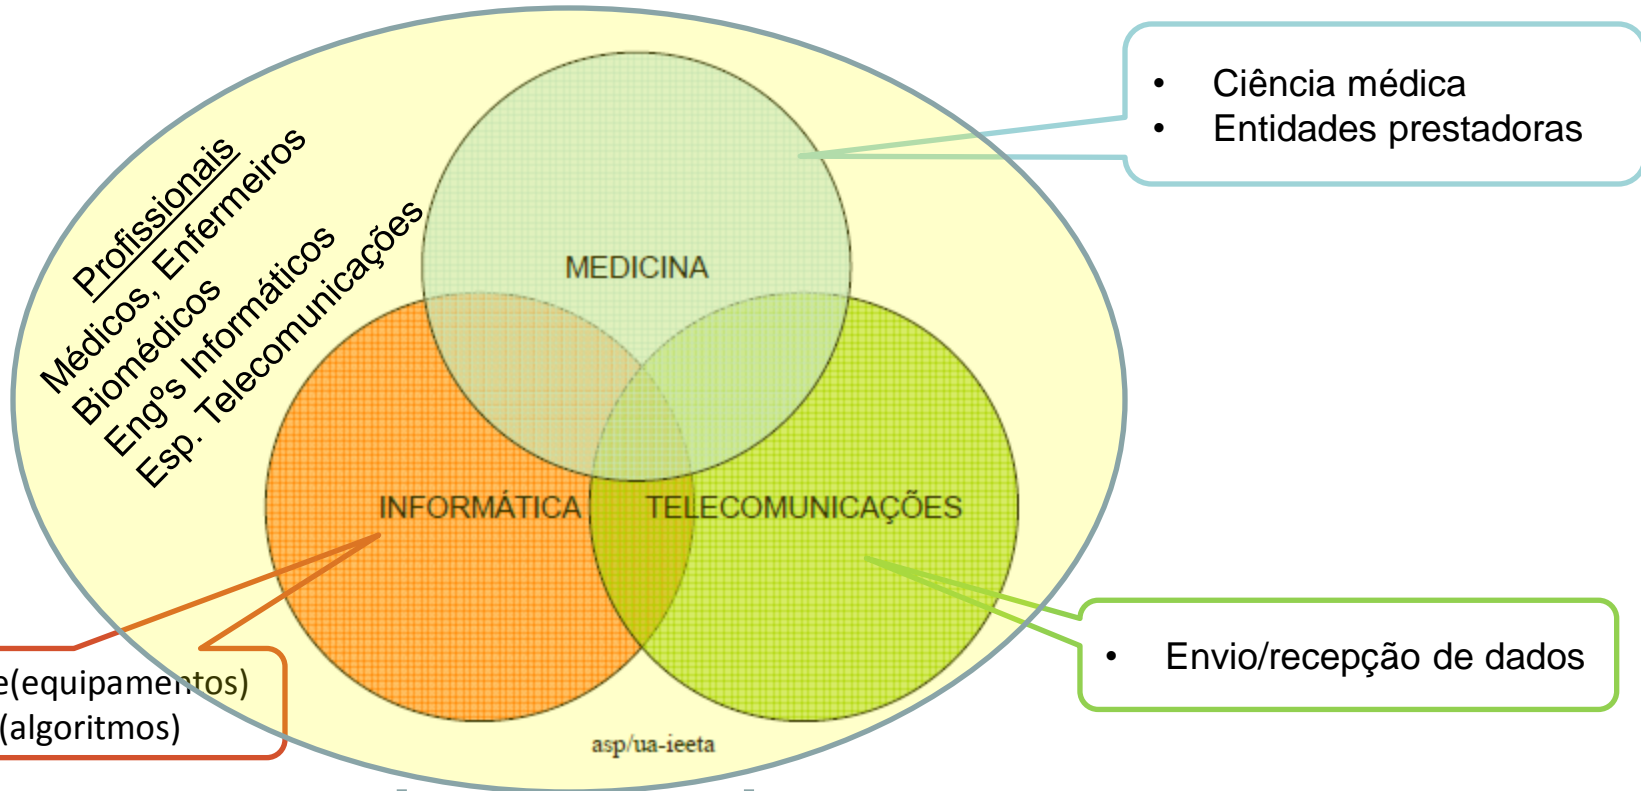 • Ciência médica
• Entidades prestadoras
Profissionais
Médicos, Enfermeiros
Biomédicos
Engºs Informáticos
Esp. Telecomunicações
MEDICINA
INFORMÁTICA
TELECOMUNICAÇÕES
• Envio/recepção de dados
e(equipamentos)
(algoritmos)
asp/ua-ieeta